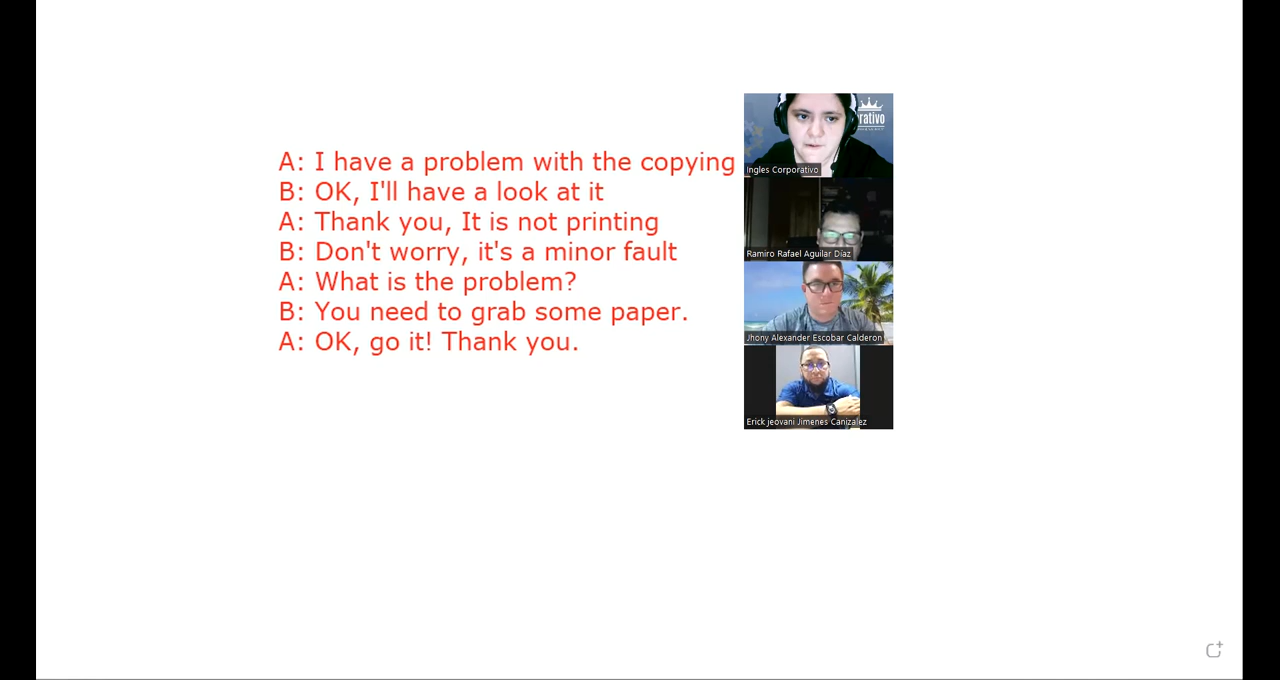 A: I have a problem with the copying
B: OK, I'll have a look at it
A: Thank you, It is not printing
B: Don't worry, it's a minor fault
A: What is the problem?
B: You need to grab some paper.
A: OK, go it! Thank you.
rativo
Ingles Corporativo
Ramiro Rafael Aguilar Díaz
Jhony Alexander Escobar Calderon
Erick jeovani Jimenes Canizalez